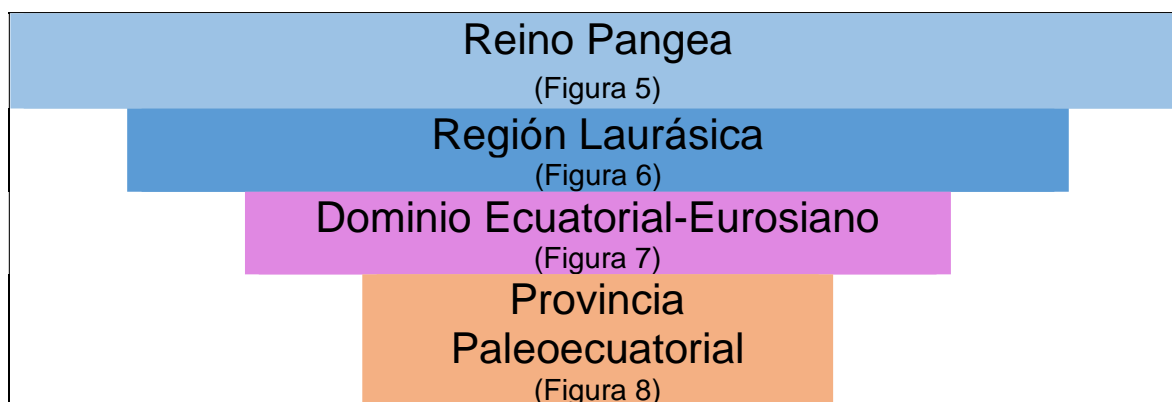 Reino Pangea
(Figura 5)
Región Laurásica
(Figura 6)
Dominio Ecuatorial-Eurosiano
(Figura 7)
Provincia
Paleoecuatorial
(Figura 8)